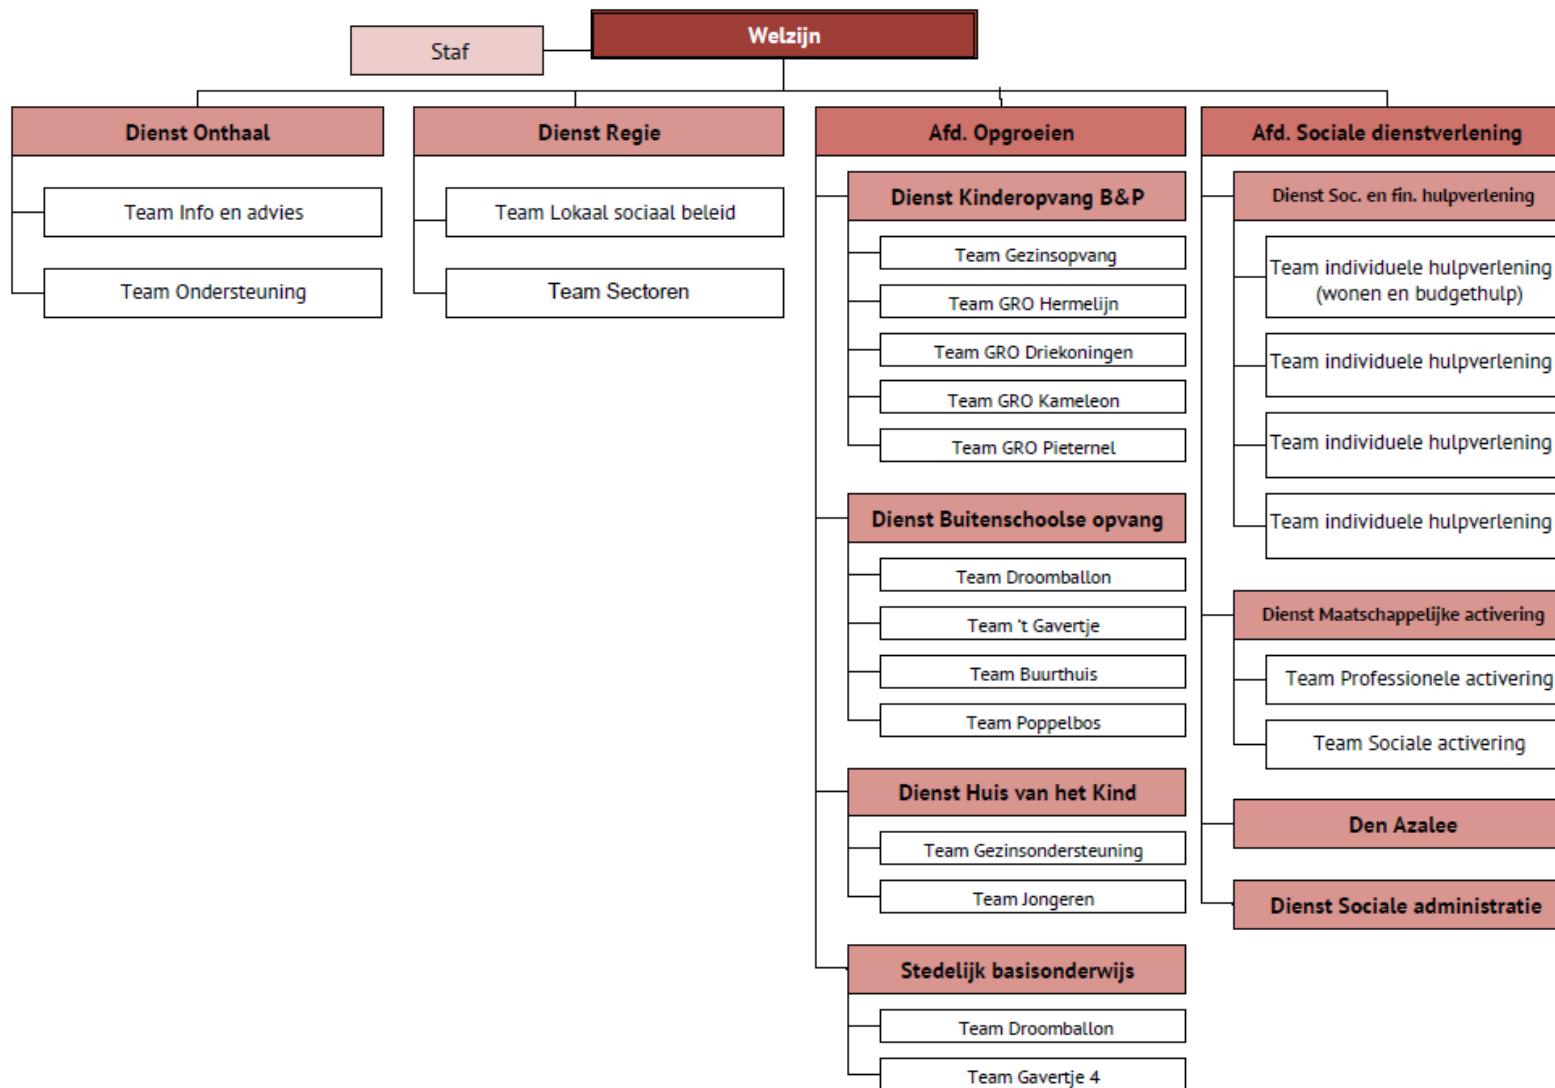 Welzijn
Staf
Dienst Onthaal
Team Info en advies
Team Ondersteuning
Dienst Regie
Team Lokaal sociaal beleid
Team Sectoren
Afd. Opgroeien
Dienst Kinderopvang B&P
Team Gezinsopvang
Team GRO Hermelijn
Team GRO Driekoningen
Team GRO Kameleon
Team GRO Pieternel
Dienst Buitenschoolse opvang
Team Droomballon
Team 't Gavertje
Team Buurthuis
Team Poppelbos
Dienst Huis van het Kind
Team Gezinsondersteuning
Team Jongeren
Stedelijk basisonderwijs
Team Droomballon
Team Gavertje 4
Afd. Sociale dienstverlening
Dienst Soc. en fin. hulpverlening
Team individuele hulpverlening
(wonen en budgethulp)
Team individuele hulpverlening
Team individuele hulpverlening
Team individuele hulpverlening
Dienst Maatschappelijke activering
Team Professionele activering
Team Sociale activering
Den Azalee
Dienst Sociale administratie